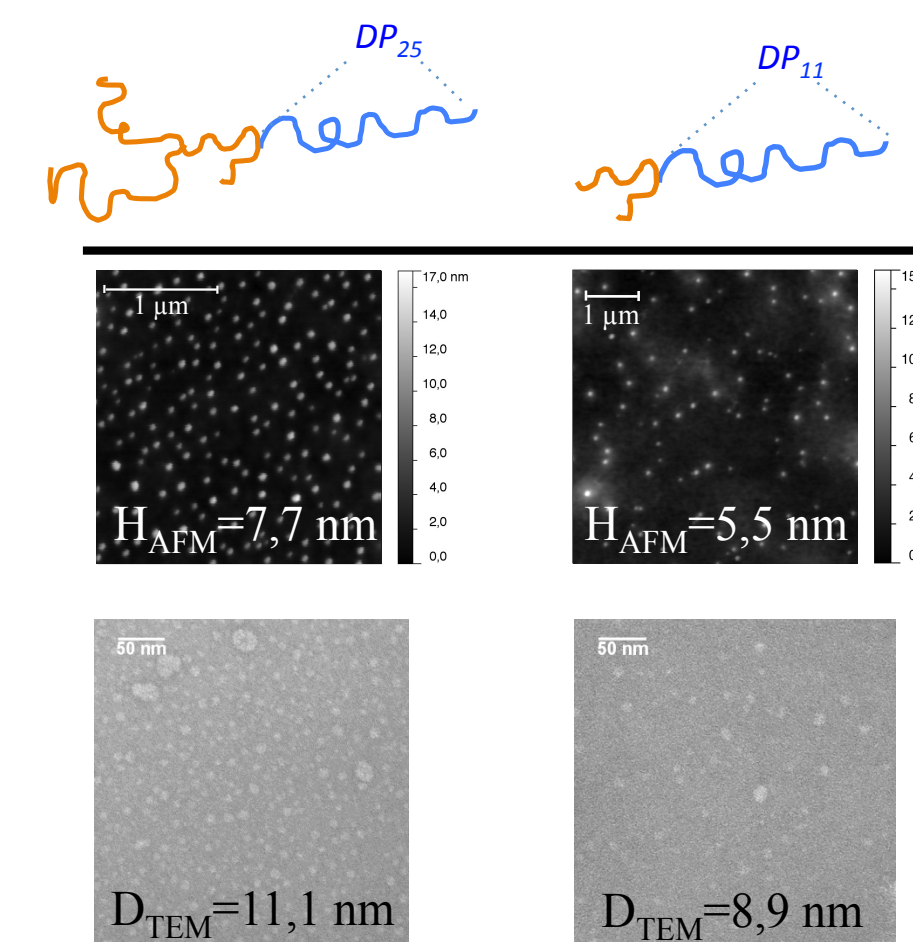 DP25
DP11
1 µm
17,0 nm
14,0
12,0
10,0
8,0
6,0
4,0
2,0
0,0
HAFM=7,7 nm
1 µm
HAFM=5,5 nm
50 nm
DTEM=11,1 nm
50 nm
DTEM=8,9 nm